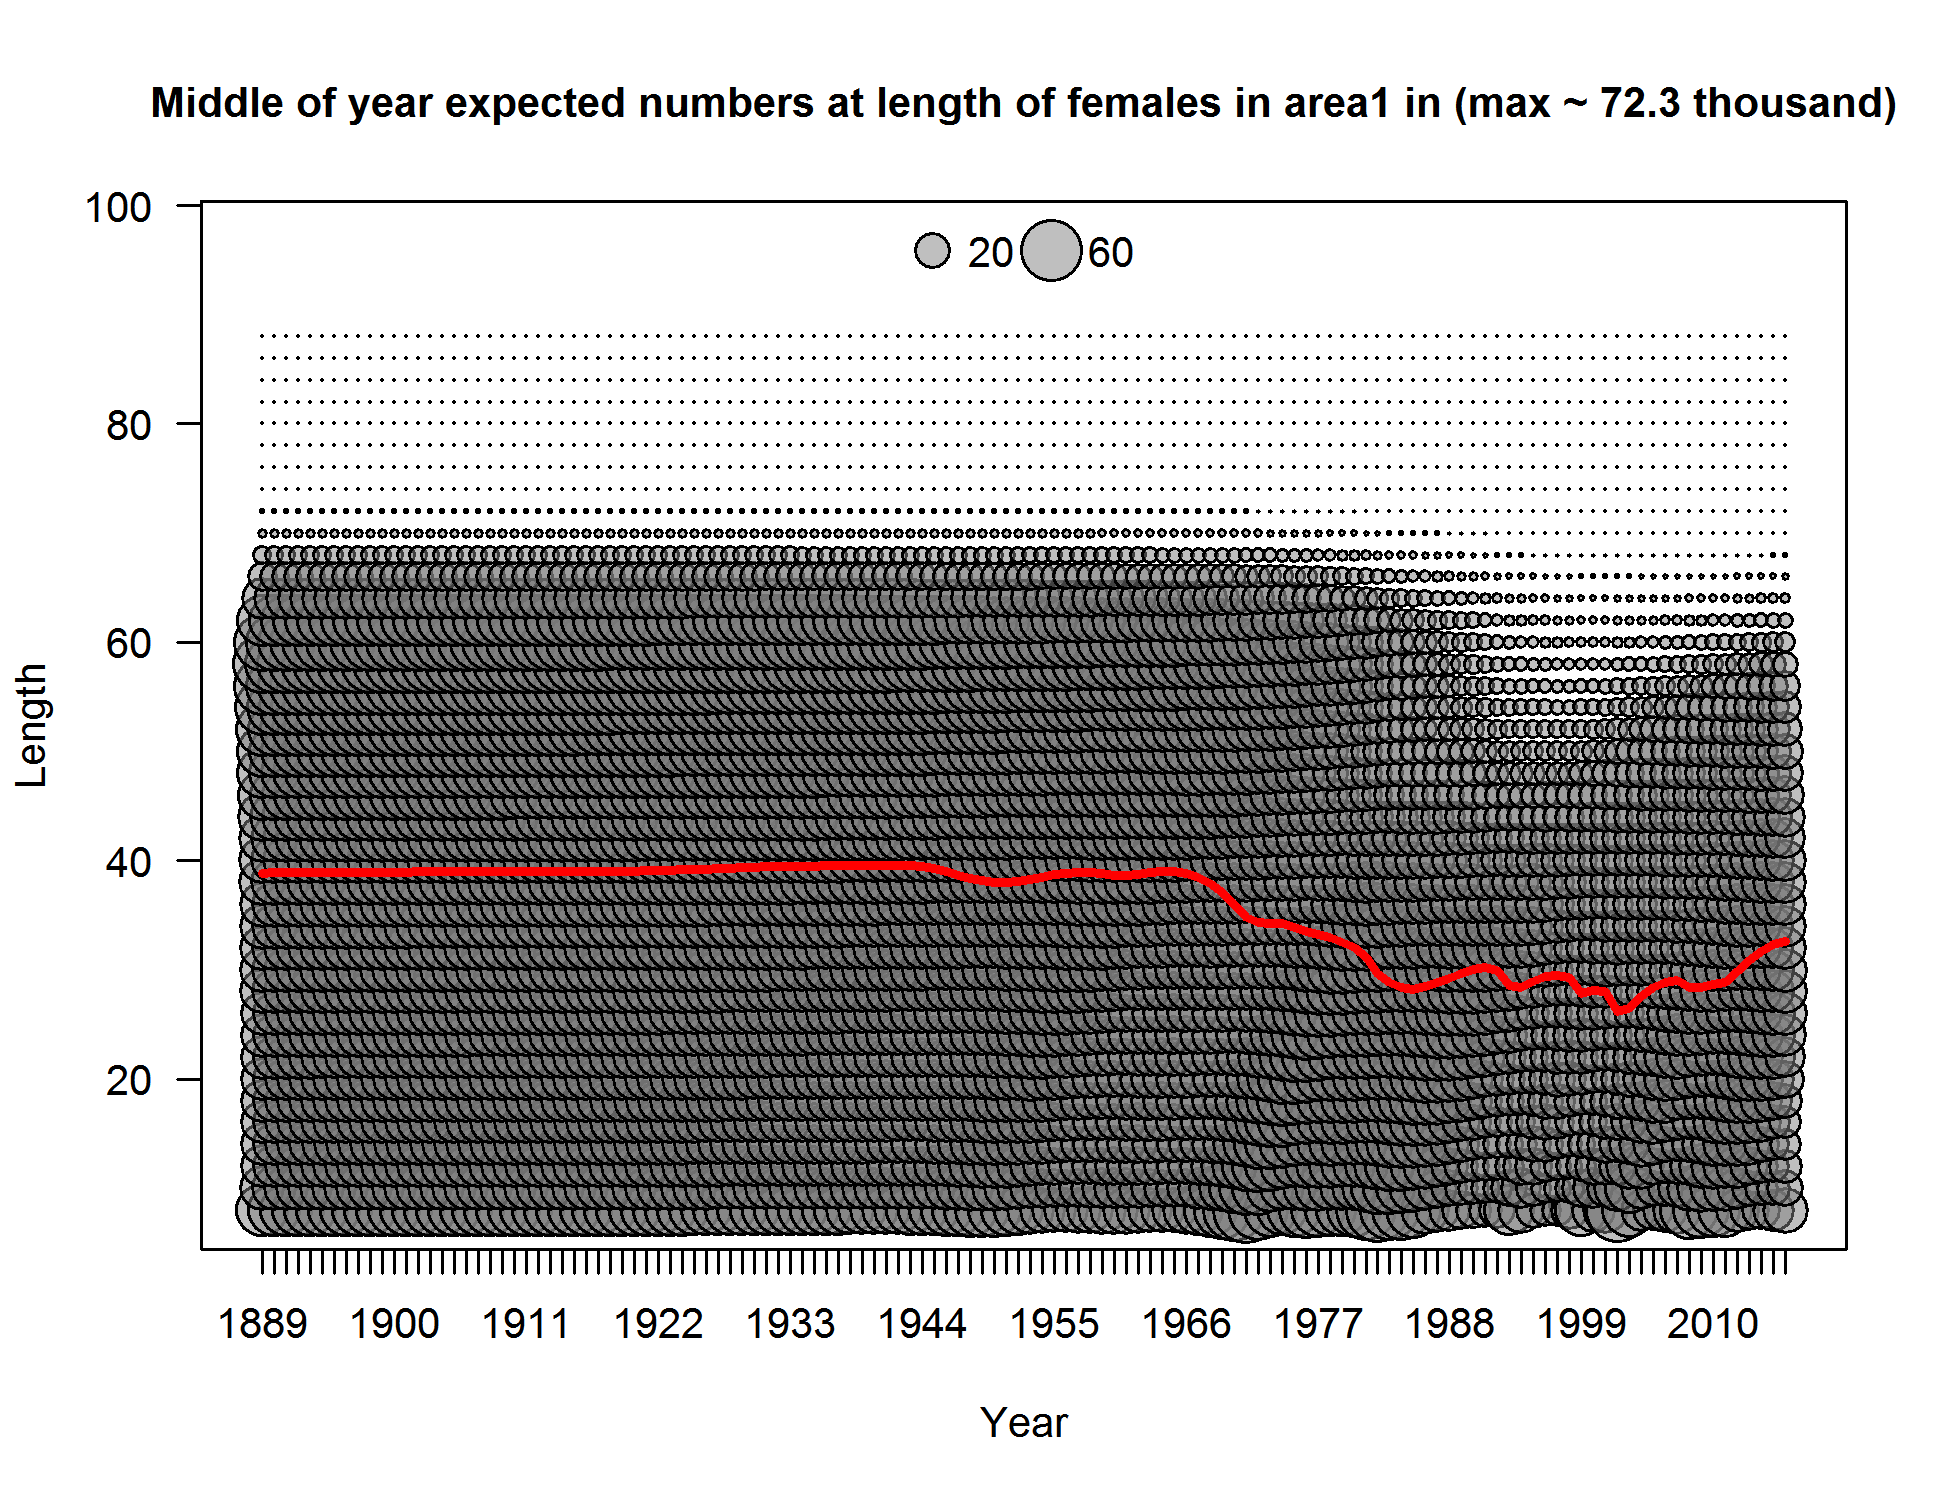 Middle of year expected numbers at length of females in area1 in (max ~ 72.3 thousand)
20 60
100
80
60
40
20
Length
1889 1900 1911 1922 1933 1944 1955 1966 1977 1988 1999 2010
Year